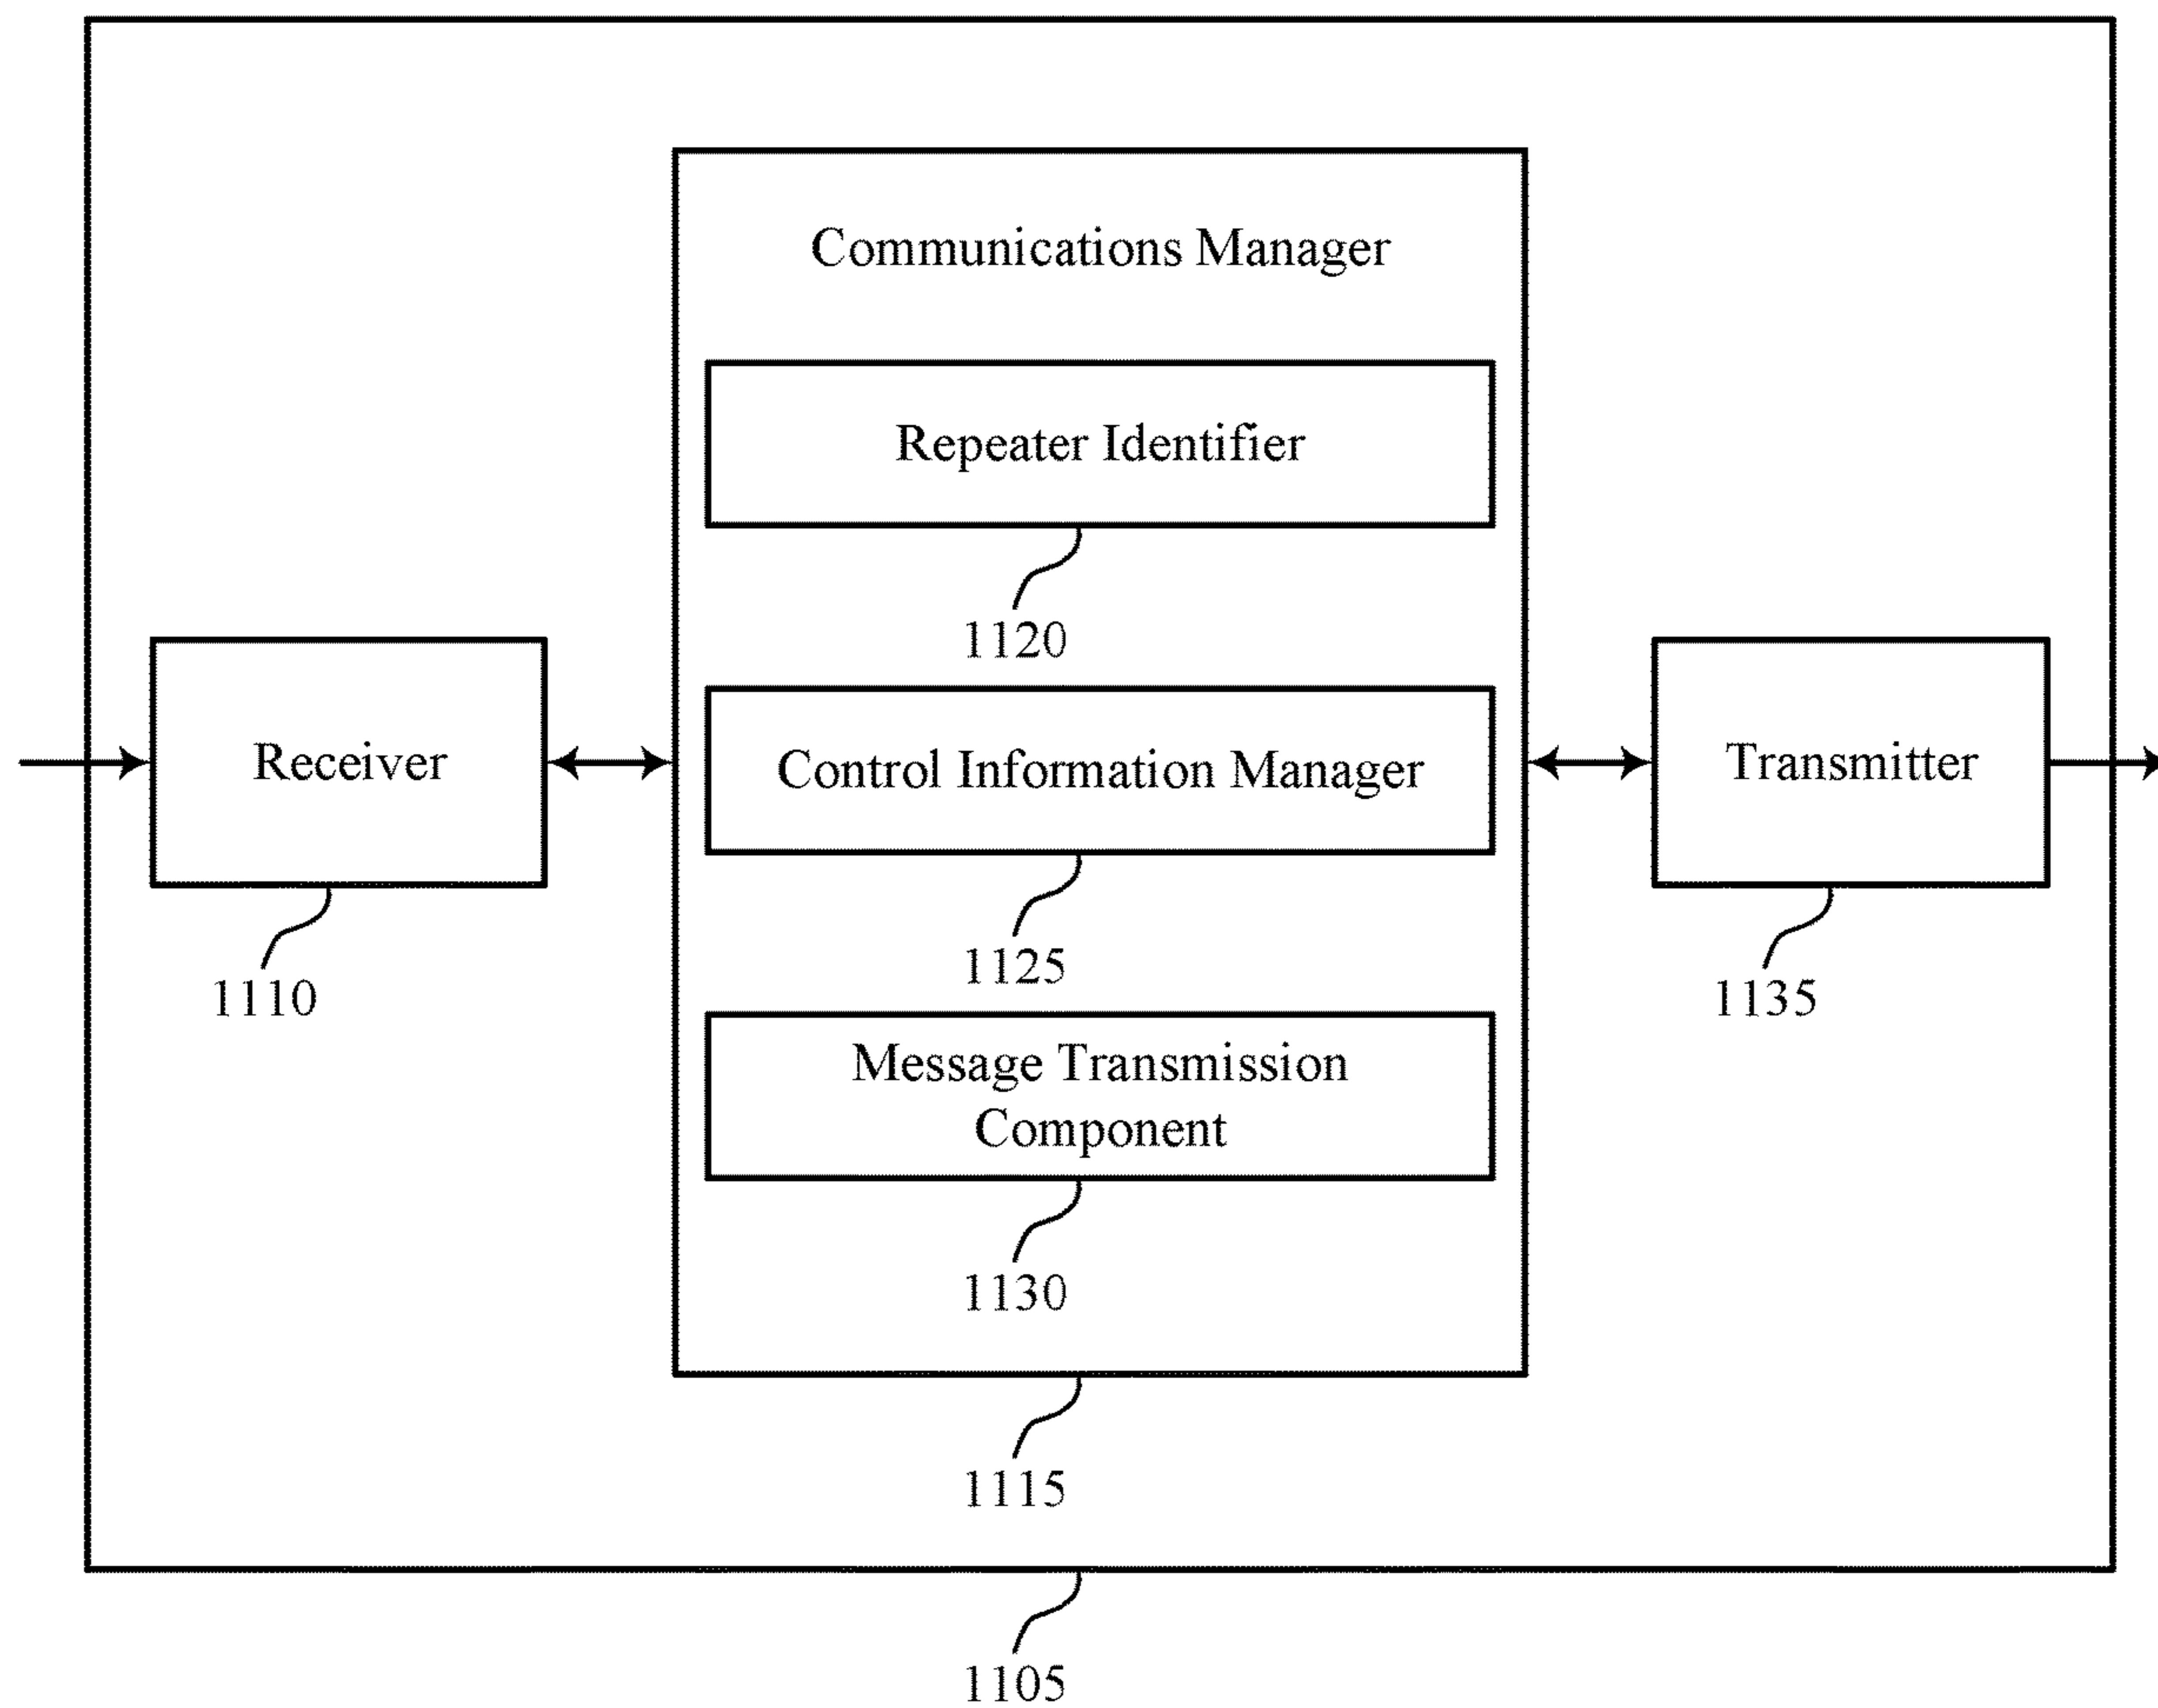 Communications Manager
Repeater Identifier
1120
Receiver
1110
Control Information Manager
1125
Transmitter
1135
Message Transmission
Component
1130
1115
1105